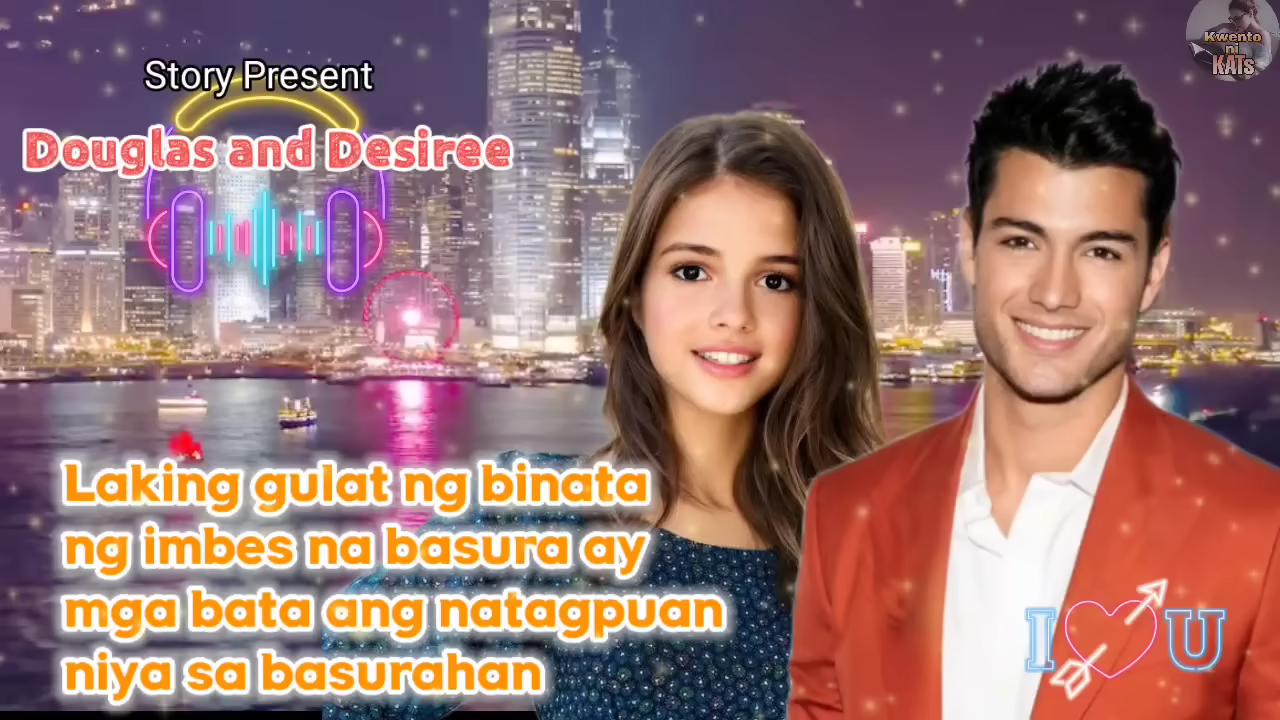 Story Present
Kwento
ni
KATs
Douglas and Desiree
Laking gulat ng binata
ng imbes na basura ay
mga bata ang natagpuan
niya sa basurahan
I U